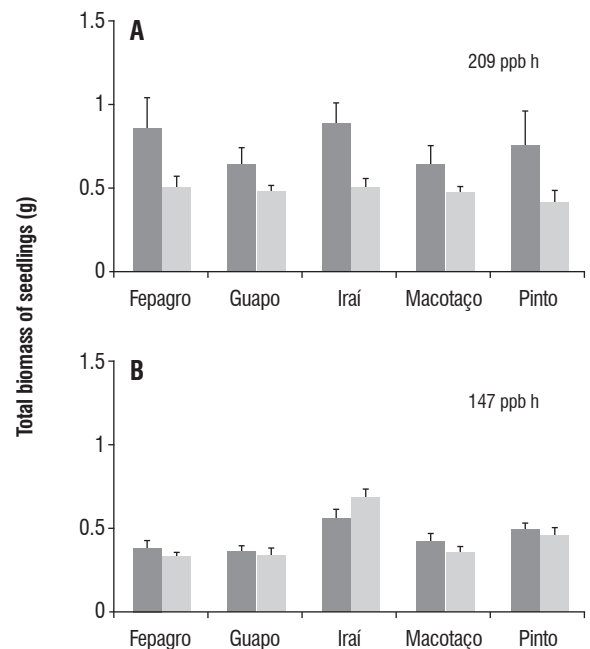 Total biomass of seedlings (g)
A
209 ppb h
1.5
1
0.5
0
Fepagro Guapo Iraí Macotaço Pinto
B
147 ppb h
1.5
1
0.5
0
Fepagro Guapo Iraí Macotaço Pinto